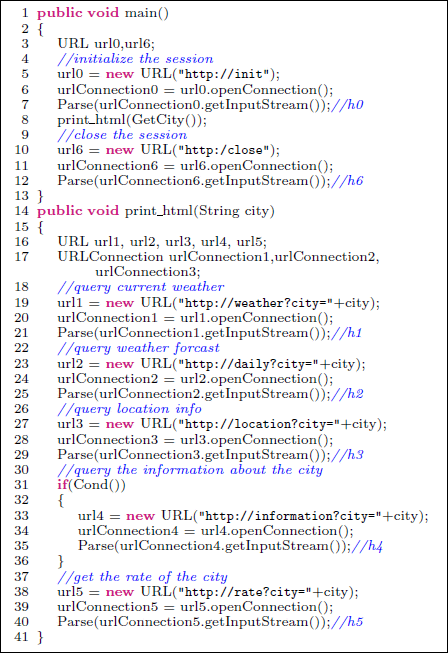 1 public void main()
2 {
3 URL url0,url6;
4 //initialize the session
5 url0 = new URL("http://init");
6 urlConnection0 = url0.openConnection();
7 Parse(urlConnection0.getInputStream());//h0
8 print_html(GetCity());
9 //close the session
10 url6 = new URL("http:/close");
11 urlConnection6 = url6.openConnection();
12 Parse(urlConnection6.getInputStream());//h6
13 }
14 public void print_html(String city)
15 {
16 URL url1, url2, url3, url4, url5;
17 URLConnection urlConnection1,urlConnection2,
urlConnection3;
18 //query current weather
19 url1 = new URL("http://weather?city="+city);
20 urlConnection1 = url1.openConnection();
21 Parse(urlConnection1.getInputStream());//h1
22 //query weather forcast
23 url2 = new URL("http://daily?city="+city);
24 urlConnection2 = url2.openConnection();
25 Parse(urlConnection2.getInputStream());//h2
26 //query location info
27 url3 = new URL("http://location?city="+city);
28 urlConnection3 = url3.openConnection();
29 Parse(urlConnection3.getInputStream());//h3
30 //query the information about the city
31 if(Cond())
32 {
33 url4 = new URL("http://information?city="+city);
34 urlConnection4 = url4.openConnection();
35 Parse(urlConnection4.getInputStream());//h4
36 }
37 //get the rate of the city
38 url5 = new URL("http://rate?city="+city);
39 urlConnection5 = url5.openConnection();
40 Parse(urlConnection5.getInputStream());//h5
41 }